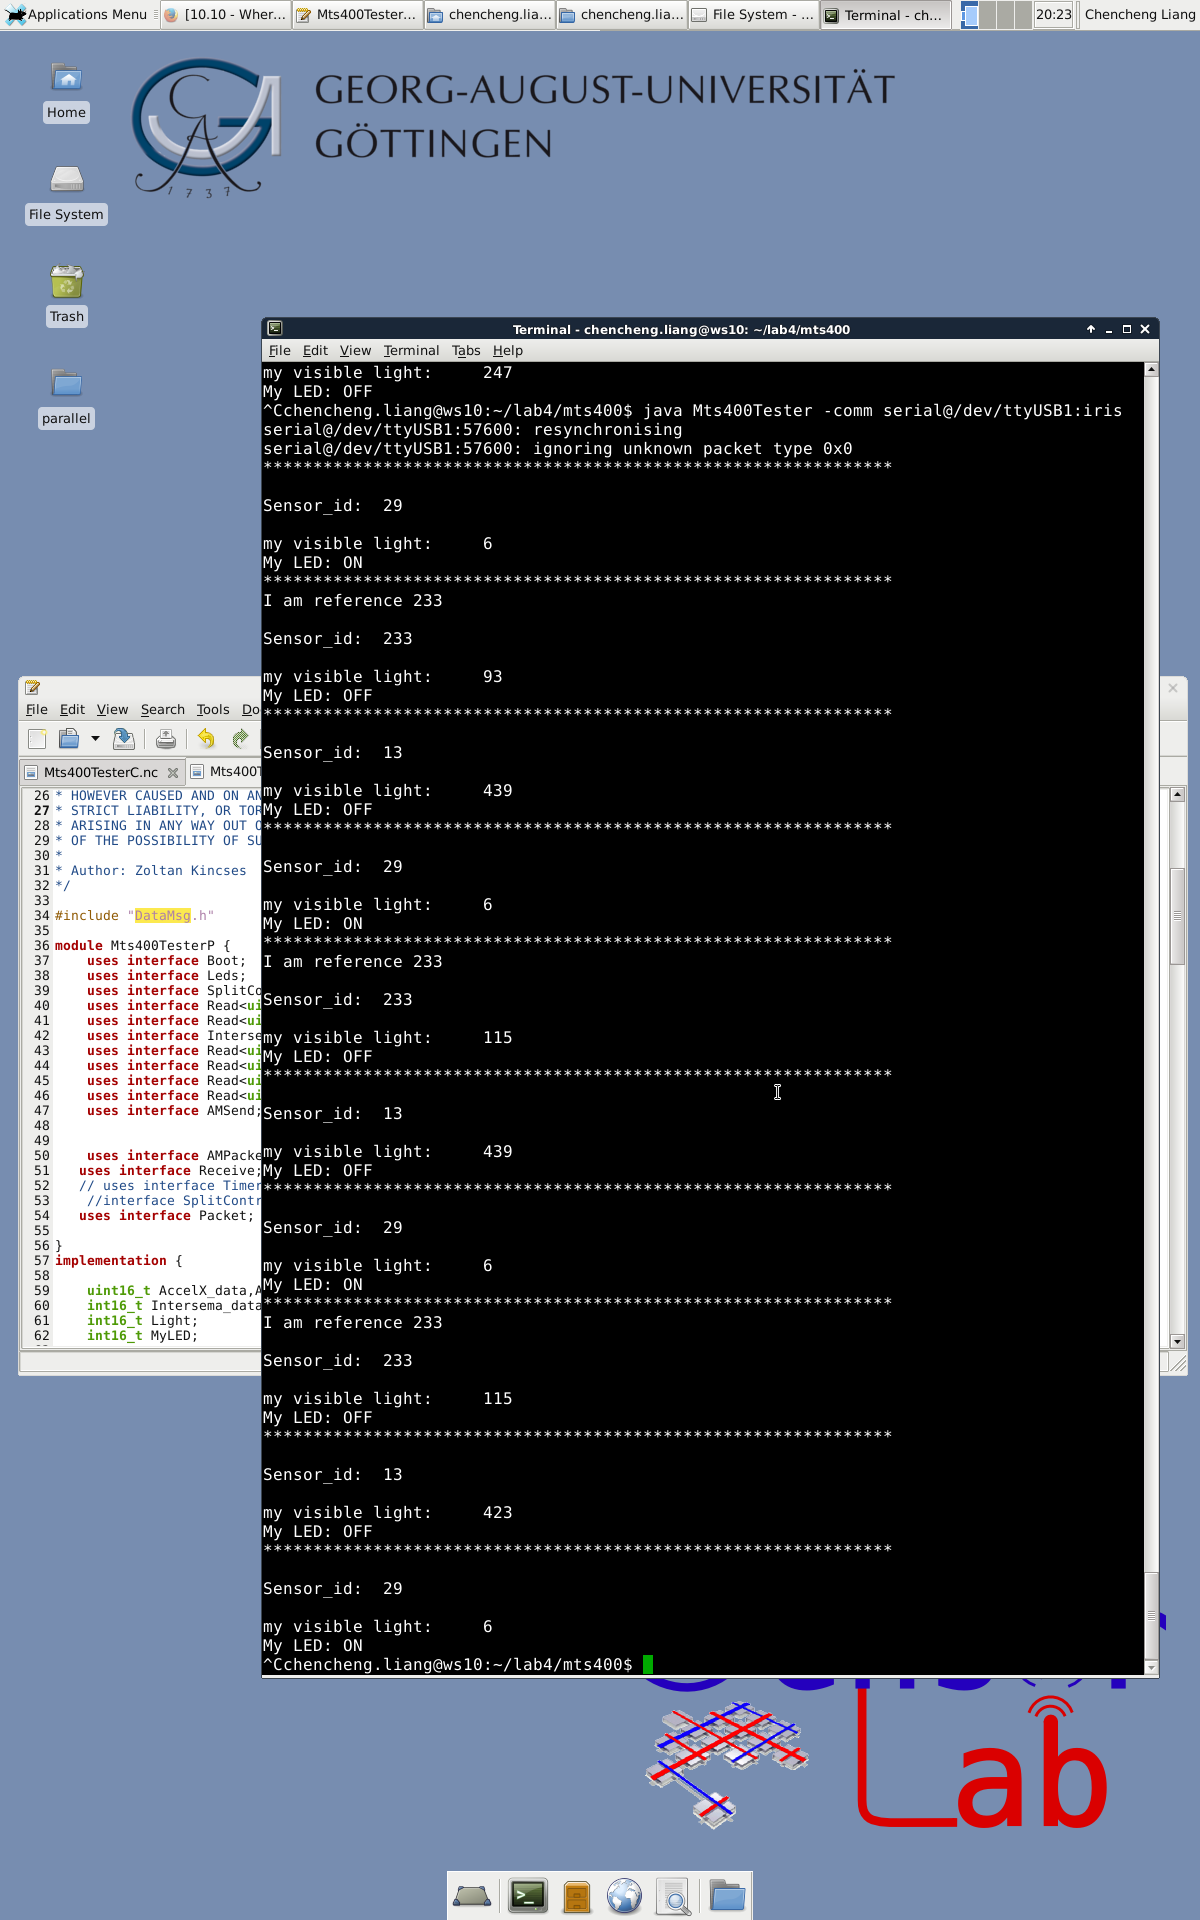 Applications Menu
[10.10 - Wher...
Mts400Tester...
chencheng.lia...
chencheng.lia...
File System - ...
Terminal - ch...
20:23
Chencheng Liang
Home
File System
Trash
parallel
GEORG-AUGUST-UNIVERSITÄT
GÖTTINGEN
1737
Terminal - chencheng.liang@ws10: ~/lab4/mts400
File Edit View Terminal Tabs Help
my visible light: 247
My LED: OFF
^Cchencheng.liang@ws10:~/lab4/mts400$ java Mts400Tester -comm serial@/dev/ttyUSB1:iris
serial@/dev/ttyUSB1:57600: resynchronising
serial@/dev/ttyUSB1:57600: ignoring unknown packet type 0x0
***************************************************************
Sensor_id: 29
my visible light: 6
My LED: ON
***************************************************************
I am reference 233
Sensor_id: 233
my visible light: 93
My LED: OFF
***************************************************************
Sensor_id: 13
my visible light: 439
My LED: OFF
***************************************************************
Sensor_id: 29
my visible light: 6
My LED: ON
***************************************************************
I am reference 233
Sensor_id: 233
my visible light: 115
My LED: OFF
***************************************************************
Sensor_id: 13
my visible light: 439
My LED: OFF
***************************************************************
Sensor_id: 29
my visible light: 6
My LED: ON
***************************************************************
I am reference 233
Sensor_id: 233
my visible light: 115
My LED: OFF
***************************************************************
Sensor_id: 13
my visible light: 423
My LED: OFF
***************************************************************
Sensor_id: 29
my visible light: 6
My LED: ON
^Cchencheng.liang@ws10:~/lab4/mts400$
File Edit View Search Tools Do
Mts400TesterC.nc
Mts400T
26 * HOWEVER CAUSED AND ON AN
27 * STRICT LIABILITY, OR TOR
28 * ARISING IN ANY WAY OUT O
29 * OF THE POSSIBILITY OF SU
30 *
31 * Author: Zoltan Kincses
32 */
33
34 #include "DataMsg.h"
35
36 module Mts400TesterP {
37 uses interface Boot;
38 uses interface Leds;
39 uses interface SplitCo
40 uses interface Read<ui
41 uses interface Read<ui
42 uses interface Interse
43 uses interface Read<ui
44 uses interface Read<ui
45 uses interface Read<ui
46 uses interface Read<ui
47 uses interface AMSend;
48
49
50 uses interface AMPacke
51 uses interface Receive;
52 // uses interface Timer
53 //interface SplitContr
54 uses interface Packet;
55
56 }
57 implementation {
58
59 uint16_t AccelX_data,A
60 int16_t Intersema_data
61 int16_t Light;
62 int16_t MyLED;
Lab